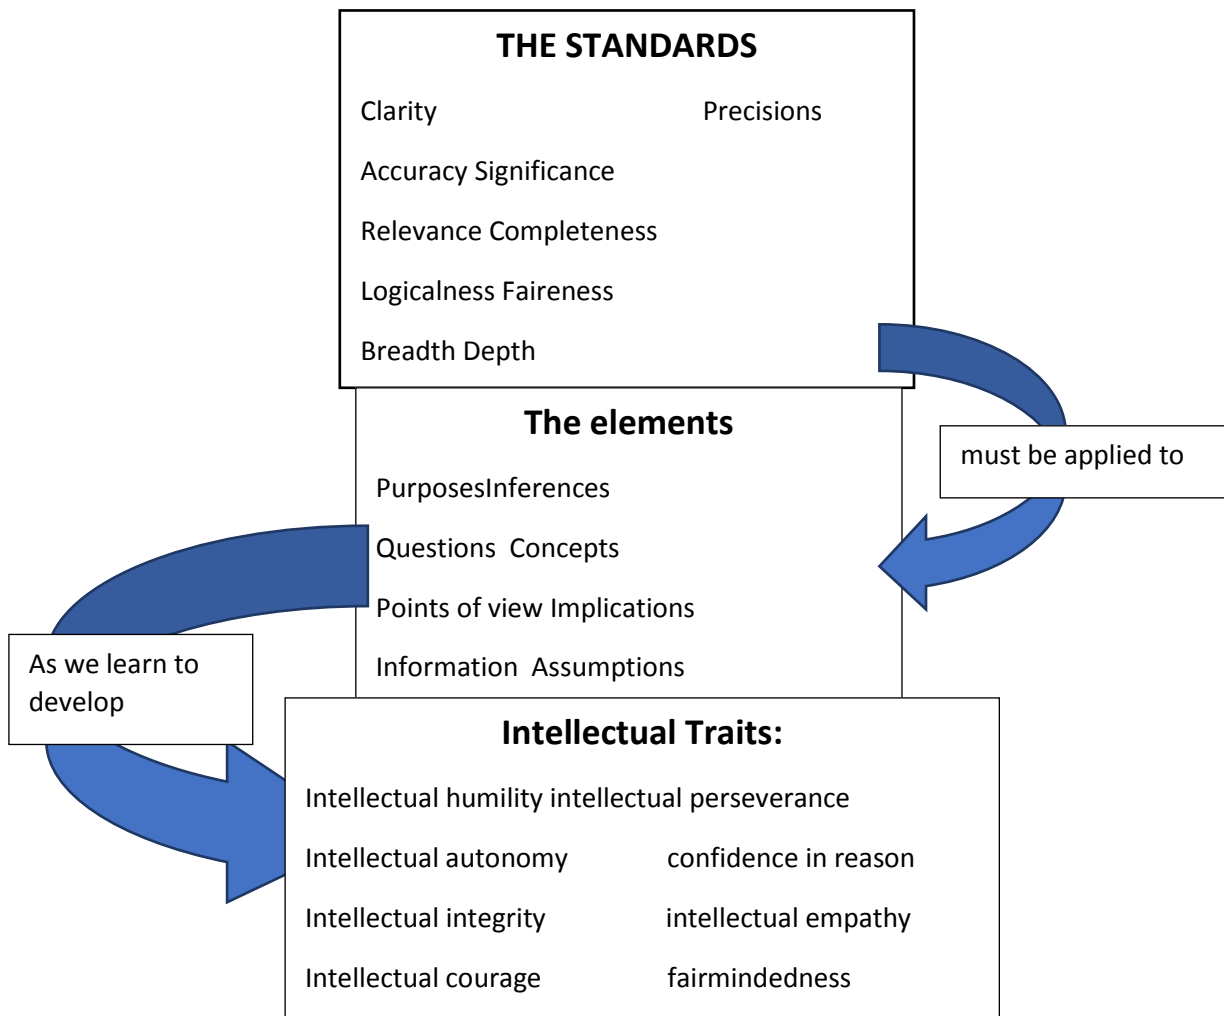 THE STANDARDS
Clarity Precisions
Accuracy Significance
Relevance Completeness
Logicalness Faireness
Breadth Depth
must be applied to
The elements
PurposesInferences
Questions Concepts
Points of view Implications
Information Assumptions
As we learn to
develop
Intellectual Traits:
Intellectual humility intellectual perseverance
Intellectual autonomy confidence in reason
Intellectual integrity intellectual empathy
Intellectual courage fairmindedness